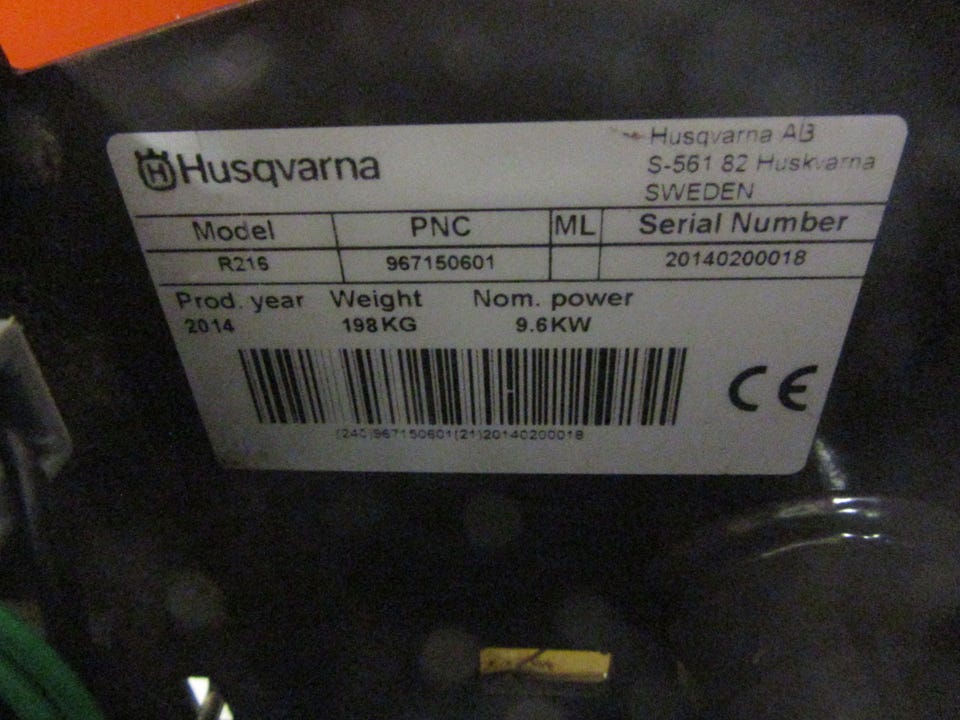 Husqvarna
Husqvarna AB
S-561 82 Huskvarna
SWEDEN
Model PNC ML Serial Number
R216 967150601 20140200018
Prod. year Weight Nom. power
2014 198KG 9.6KW
(240)967150601(21)20140200018
CE